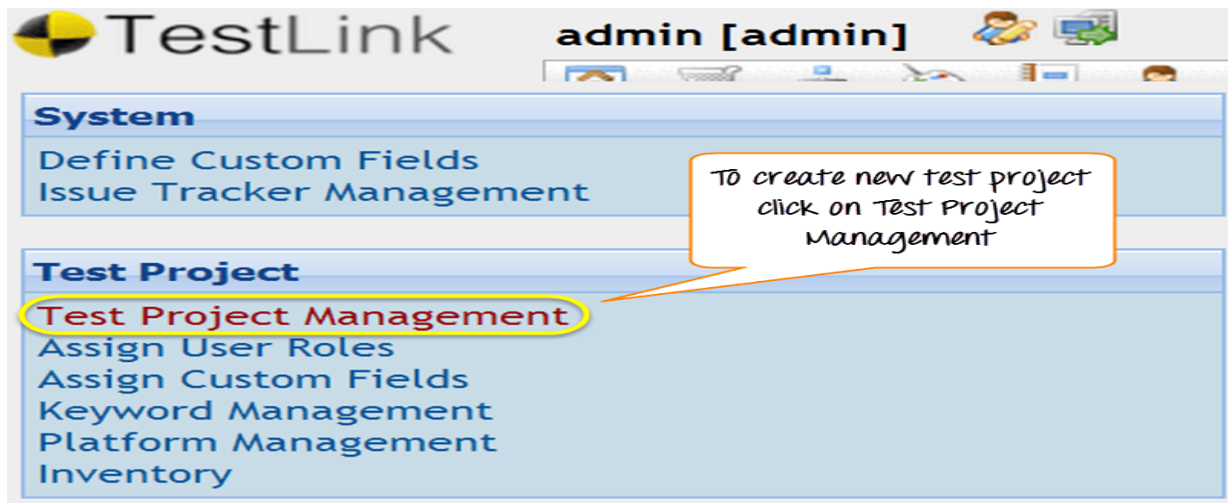 TestLink
admin [admin]
System
Define Custom Fields
Issue Tracker Management
To create new test project
click on Test Project
Management
Test Project
Test Project Management
Assign User Roles
Assign Custom Fields
Keyword Management
Platform Management
Inventory